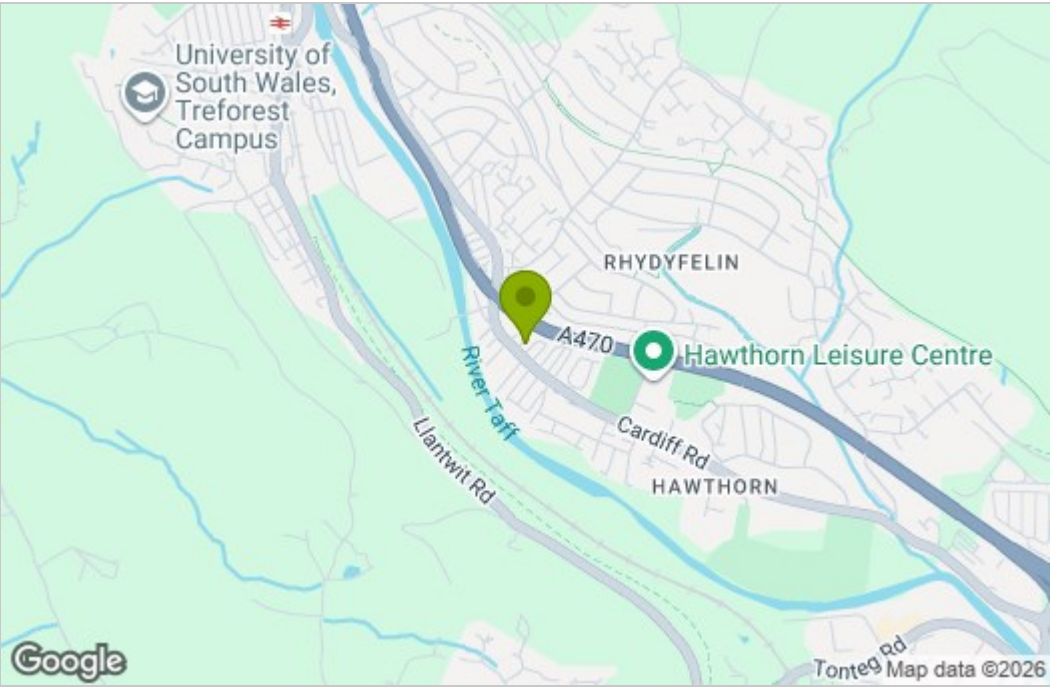 University of
South Wales,
Treforest
Campus
RHYDYFELIN
A470
Hawthorn Leisure Centre
River Taff
Cardiff Rd
Llantwit Rd
HAWTHORN
Tonteg Rd
Google
Map data ©2026